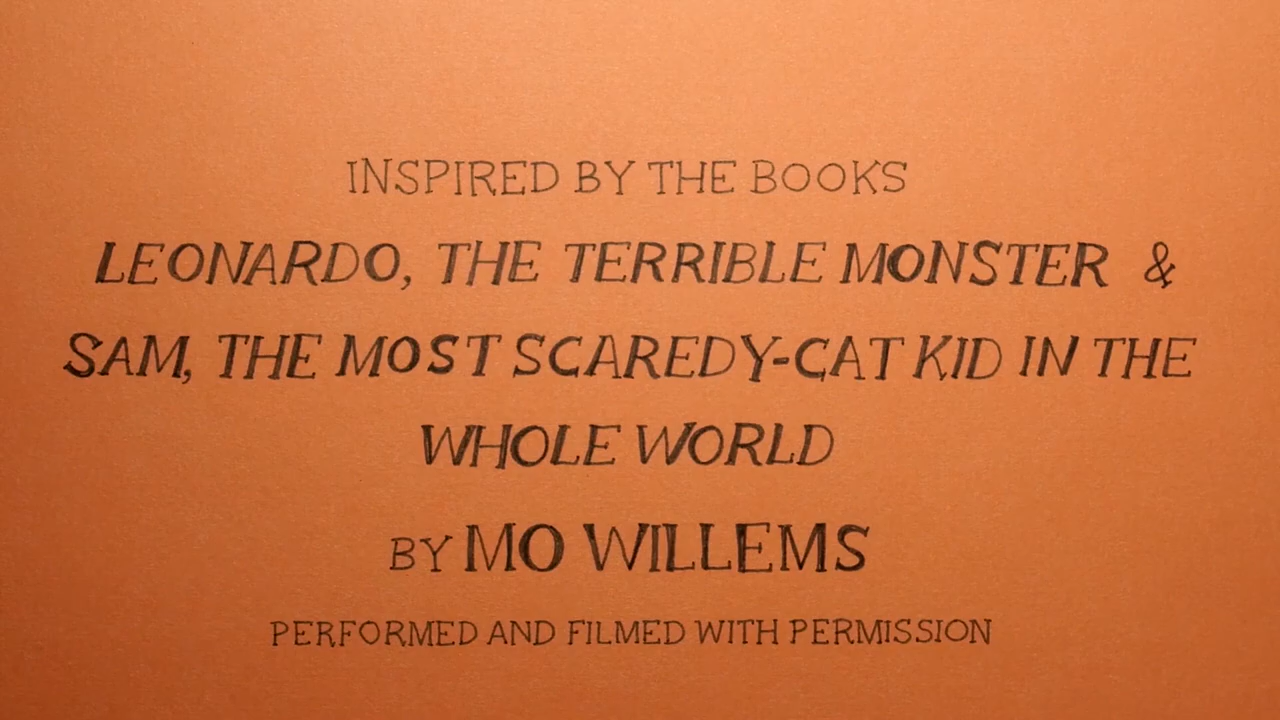 INSPIRED BY THE BOOKS
LEONARDO, THE TERRIBLE MONSTER &
SAM, THE MOST SCAREDY-CAT KID IN THE
WHOLE WORLD
BY MO WILLEMS
PERFORMED AND FILMED WITH PERMISSION